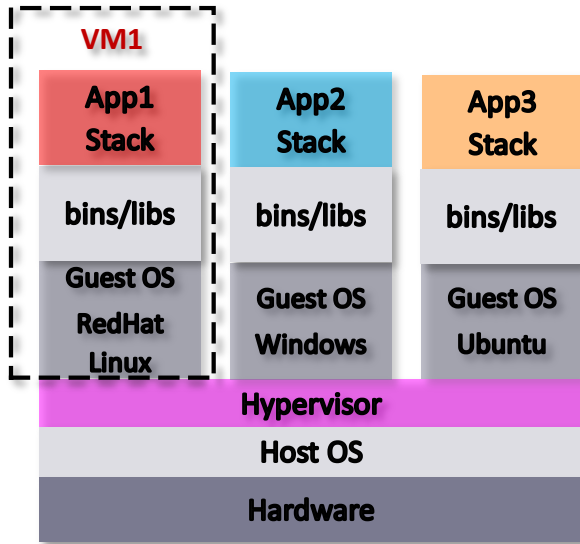 VM1
App1
Stack
bins/libs
Guest OS
RedHat
Linux
App2
Stack
bins/libs
Guest OS
Windows
App3
Stack
bins/libs
Guest OS
Ubuntu
Hypervisor
Host OS
Hardware